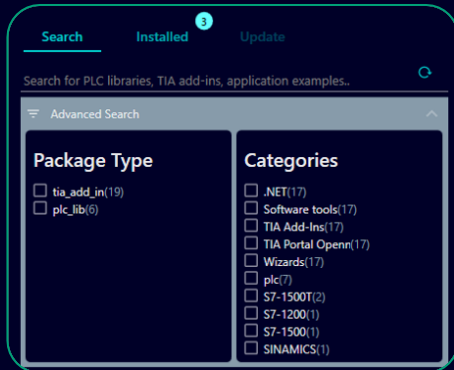 3
Search Installed Update
Search for PLC libraries, TIA add-ins, application examples..
Advanced Search
Package Type
tia_add_in(19)
plc_lib(6)
Categories
.NET(17)
Software tools(17)
TIA Add-Ins(17)
TIA Portal Openr(17)
Wizards(17)
plc(7)
S7-1500T(2)
S7-1200(1)
S7-1500(1)
SINAMICS(1)